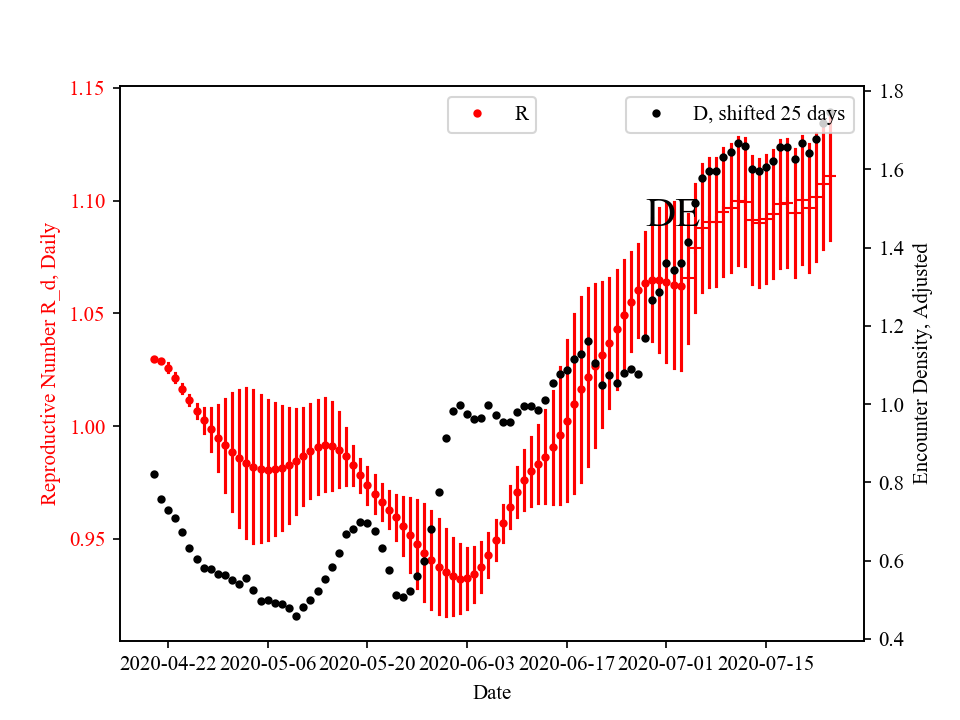 R
D, shifted 25 days
DE
Reproductive Number R_d, Daily
1.15
1.10
1.05
1.00
0.95
1.8
1.6
1.4
1.2
1.0
0.8
0.6
0.4
Encounter Density, Adjusted
2020-04-22 2020-05-06 2020-05-20 2020-06-03 2020-06-17 2020-07-01 2020-07-15
Date